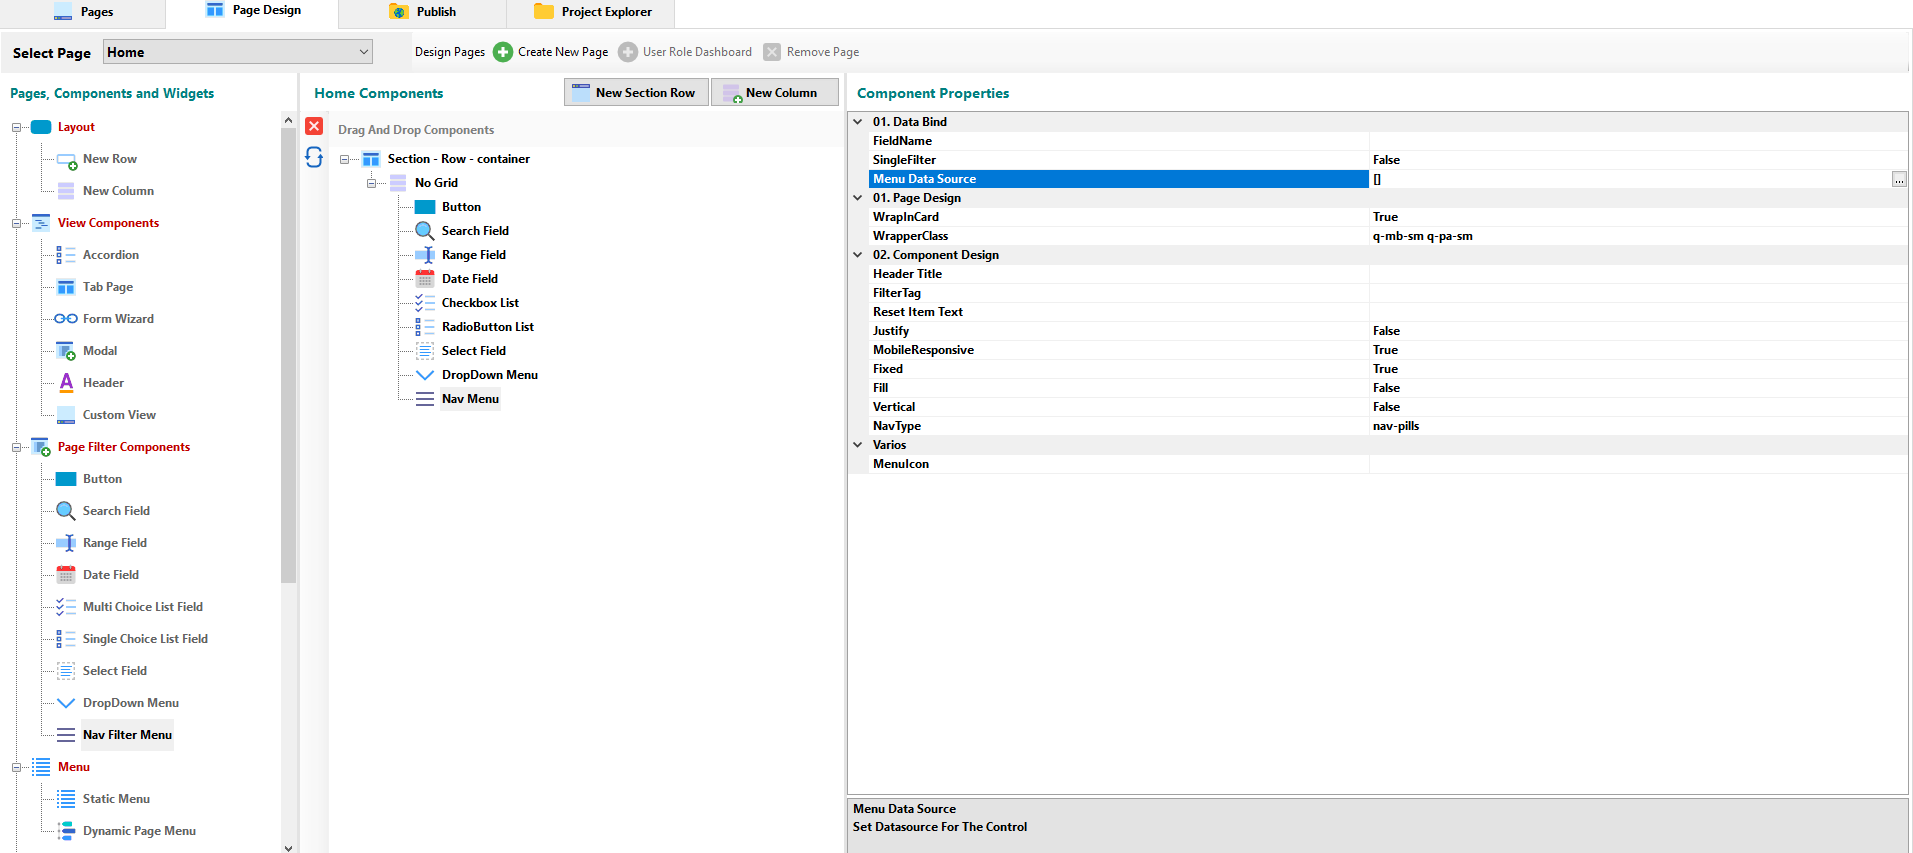 Pages
Page Design
Publish
Project Explorer
Select Page
Home
Design Pages
Create New Page
User Role Dashboard
Remove Page
Pages, Components and Widgets
Layout
New Row
New Column
View Components
Accordion
Tab Page
Form Wizard
Modal
Header
Custom View
Page Filter Components
Button
Search Field
Range Field
Date Field
Multi Choice List Field
Single Choice List Field
Select Field
DropDown Menu
Nav Filter Menu
Menu
Static Menu
Dynamic Page Menu
Home Components
New Section Row
New Column
Drag And Drop Components
Section - Row - container
No Grid
Button
Search Field
Range Field
Date Field
Checkbox List
RadioButton List
Select Field
DropDown Menu
Nav Menu
Component Properties
01. Data Bind
FieldName
SingleFilter False
Menu Data Source [] ...
01. Page Design
WrapInCard True
WrapperClass q-mb-sm q-pa-sm
02. Component Design
Header Title
FilterTag
Reset Item Text
Justify False
MobileResponsive True
Fixed True
Fill False
Vertical False
NavType nav-pills
Varios
MenuIcon
Menu Data Source
Set Datasource For The Control